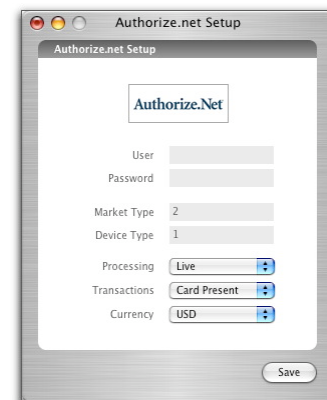 Authorize.net Setup
Authorize.net Setup
Authorize.Net
User
Password
Market Type 2
Device Type 1
Processing Live
Transactions Card Present
Currency USD
Save